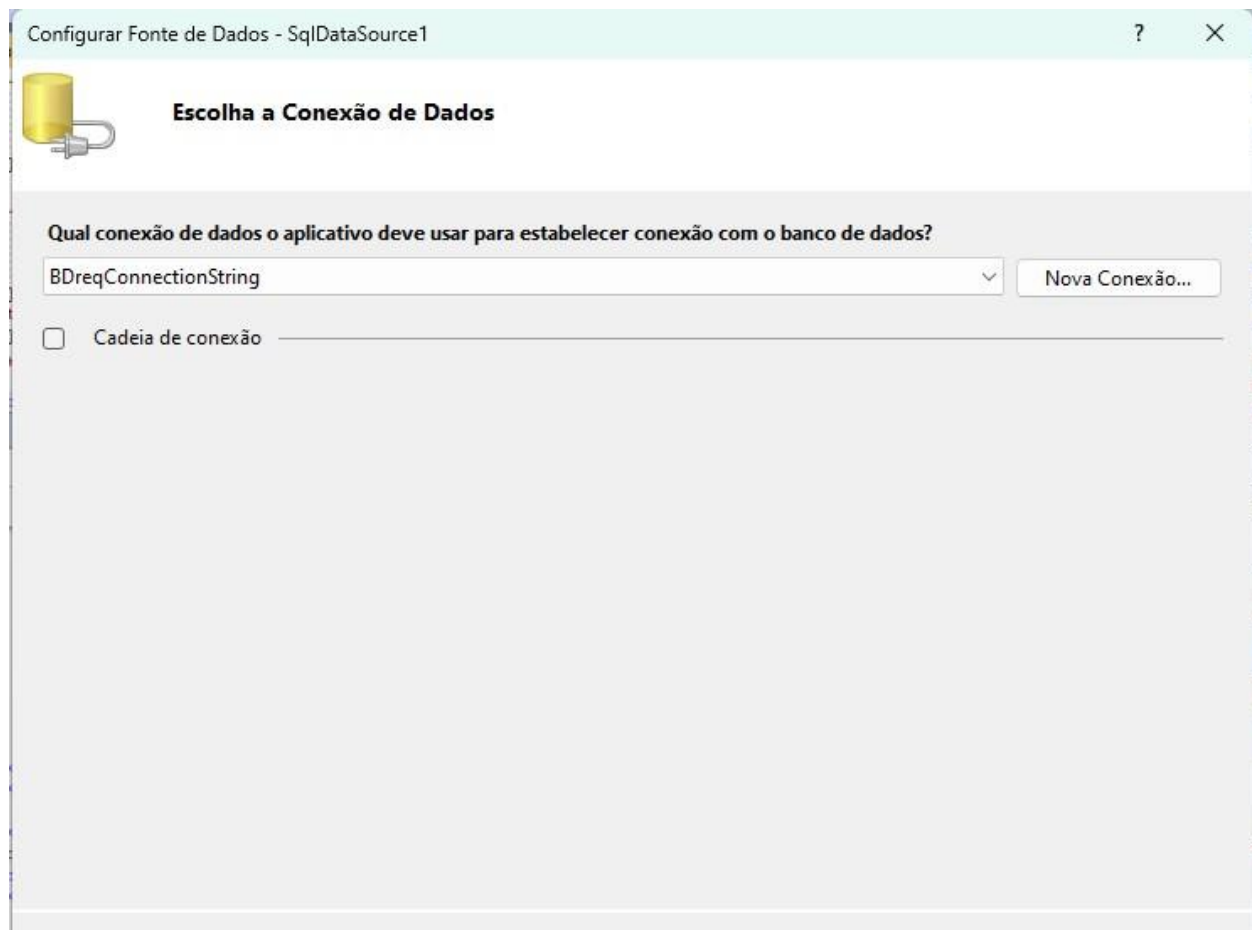 Configurar Fonte de Dados - SqlDataSource1
?
Escolha a Conexão de Dados
Qual conexão de dados o aplicativo deve usar para estabelecer conexão com o banco de dados?
BDreqConnectionString
Nova Conexão...
Cadeia de conexão